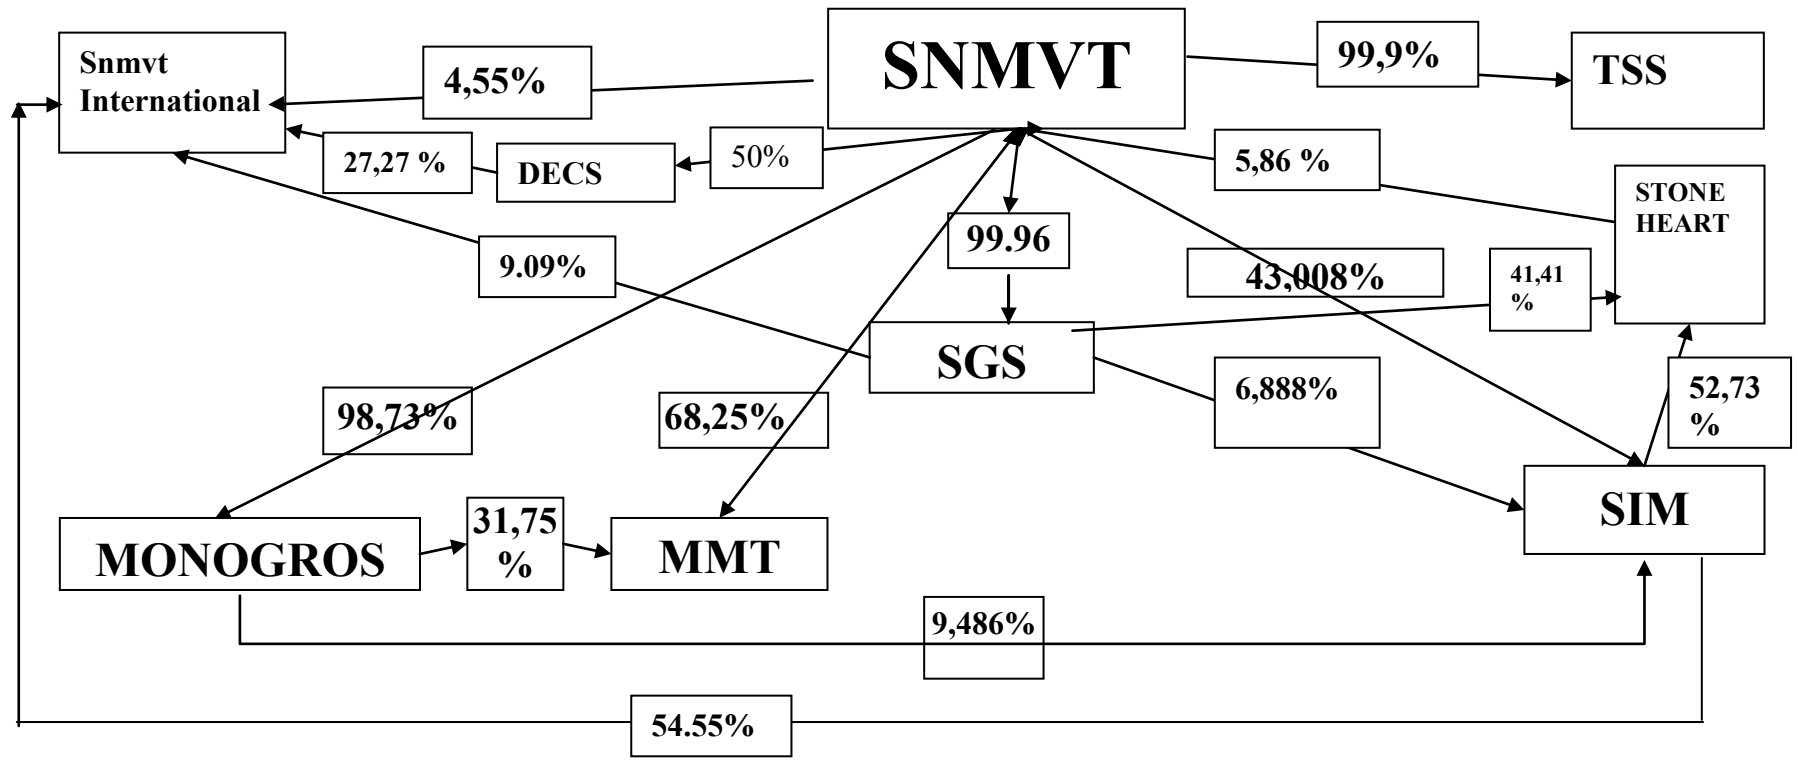 SNMVT
Snmvt
International
4,55%
99,9%
TSS
27,27 %
DECS
50%
5,86 %
STONE
HEART
9.09%
99.96
43,008%
41,41
%
SGS
98,73%
68,25%
6,888%
52,73
%
MONOGROS
31,75
%
MMT
SIM
9,486%
54.55%